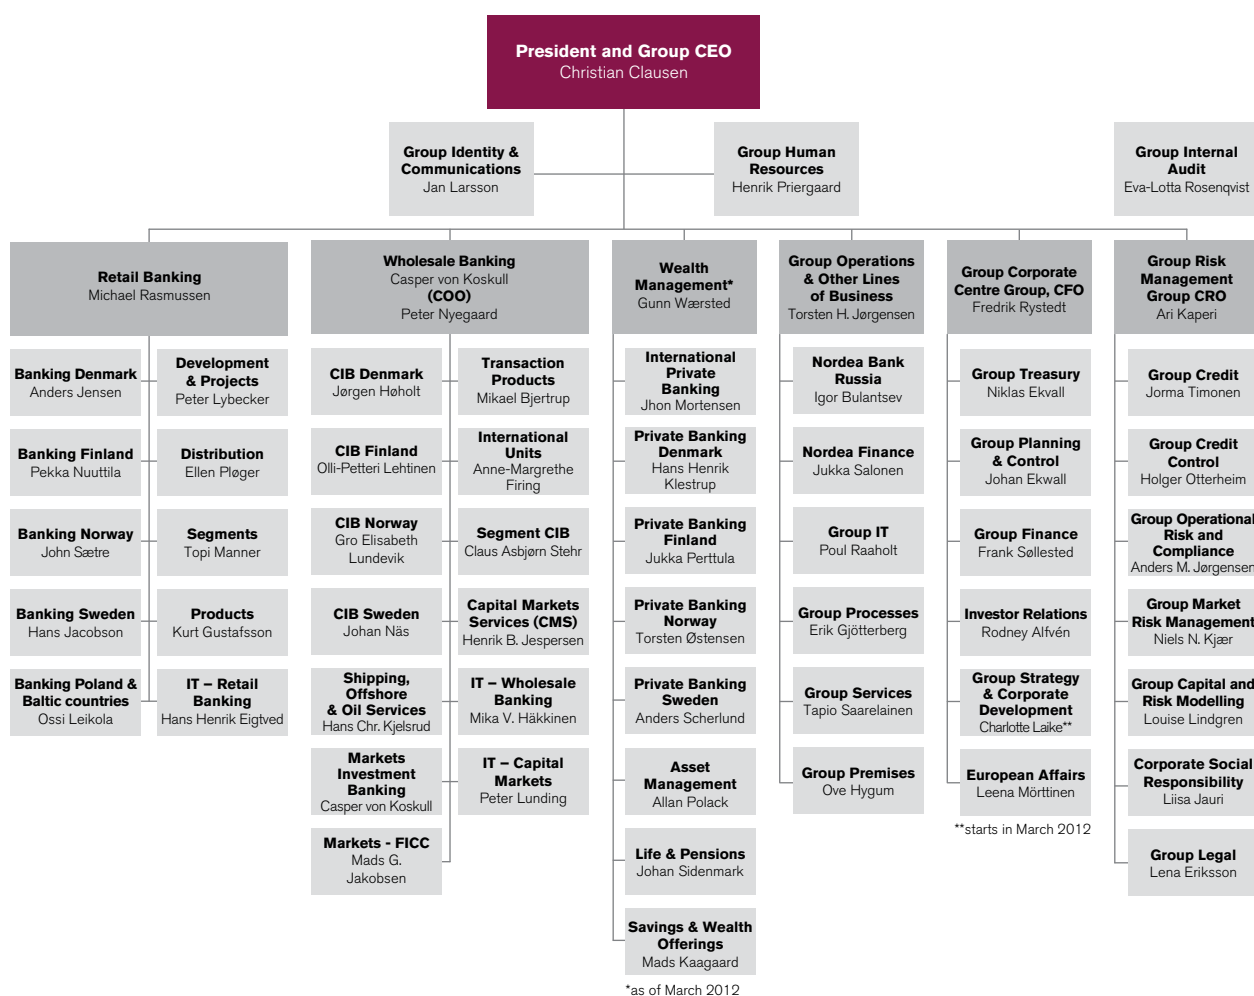 President and Group CEO
Christian Clausen
Group Identity &
Communications
Jan Larsson
Group Human
Resources
Henrik Priergaard
Group Internal
Audit
Eva-Lotta Rosenqvist
Retail Banking
Michael Rasmussen
Wholesale Banking
Casper von Koskull
(COO)
Peter Nyegaard
Wealth
Management*
Gunn Wærsted
Group Operations
& Other Lines
of Business
Torsten H. Jørgensen
Group Corporate
Centre Group, CFO
Fredrik Rystedt
Group Risk
Management
Group CRO
Ari Kaperi
Banking Denmark
Anders Jensen
Banking Finland
Pekka Nuuttila
Banking Norway
John Sætre
Banking Sweden
Hans Jacobson
Banking Poland &
Baltic countries
Ossi Leikola
Development
& Projects
Peter Lybecker
Distribution
Ellen Pløger
Segments
Topi Manner
Products
Kurt Gustafsson
IT – Retail
Banking
Hans Henrik Eigtved
CIB Denmark
Jørgen Høholt
CIB Finland
Olli-Petteri Lehtinen
CIB Norway
Gro Elisabeth
Lundevik
CIB Sweden
Johan Näs
Shipping,
Offshore
& Oil Services
Hans Chr. Kjelsrud
Markets
Investment
Banking
Casper von Koskull
Markets - FICC
Mads G.
Jakobsen
Transaction
Products
Mikael Bjertrup
International
Units
Anne-Margrethe
Firing
Segment CIB
Claus Asbjørn Stehr
Capital Markets
Services (CMS)
Henrik B. Jespersen
IT – Wholesale
Banking
Mika V. Häkkinen
IT – Capital
Markets
Peter Lunding
International
Private
Banking
Jhon Mortensen
Private Banking
Denmark
Hans Henrik
Klestrup
Private Banking
Finland
Jukka Perttula
Private Banking
Norway
Torsten Østensen
Private Banking
Sweden
Anders Scherlund
Asset
Management
Allan Polack
Life & Pensions
Johan Sidenmark
Savings & Wealth
Offerings
Mads Kaagaard
*as of March 2012
Nordea Bank
Russia
Igor Bulantsev
Nordea Finance
Jukka Salonen
Group IT
Poul Raaholt
Group Processes
Erik Gjötterberg
Group Services
Tapio Saarelainen
Group Premises
Ove Hygum
Group Treasury
Niklas Ekvall
Group Planning
& Control
Johan Ekwall
Group Finance
Frank Søllested
Investor Relations
Rodney Alfvén
Group Strategy
& Corporate
Development
Charlotte Laike**
European Affairs
Leena Mörttinen
**starts in March 2012
Group Credit
Jorma Timonen
Group Credit
Control
Holger Otterheim
Group Operational
Risk and
Compliance
Anders M. Jørgensen
Group Market
Risk Management
Niels N. Kjær
Group Capital and
Risk Modelling
Louise Lindgren
Corporate Social
Responsibility
Liisa Jauri
Group Legal
Lena Eriksson